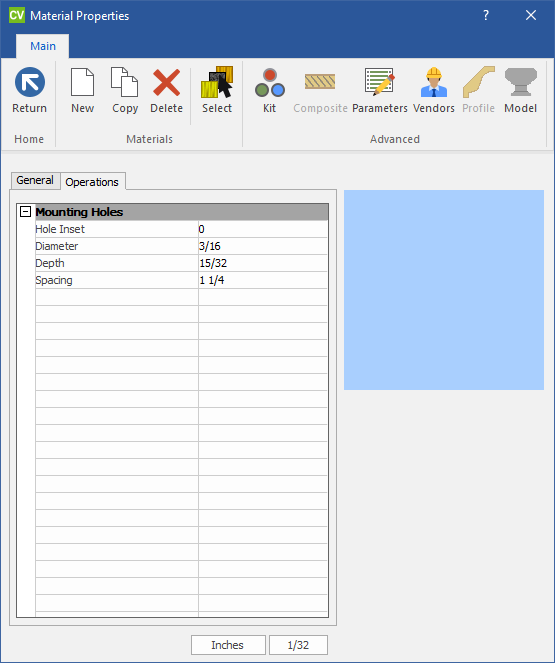 CV Material Properties ?
Main
Return New Copy Delete Select Kit Composite Parameters Vendors Profile Model
Home Materials Advanced
General Operations
Mounting Holes
Hole Inset 0
Diameter 3/16
Depth 15/32
Spacing 1 1/4
Inches 1/32